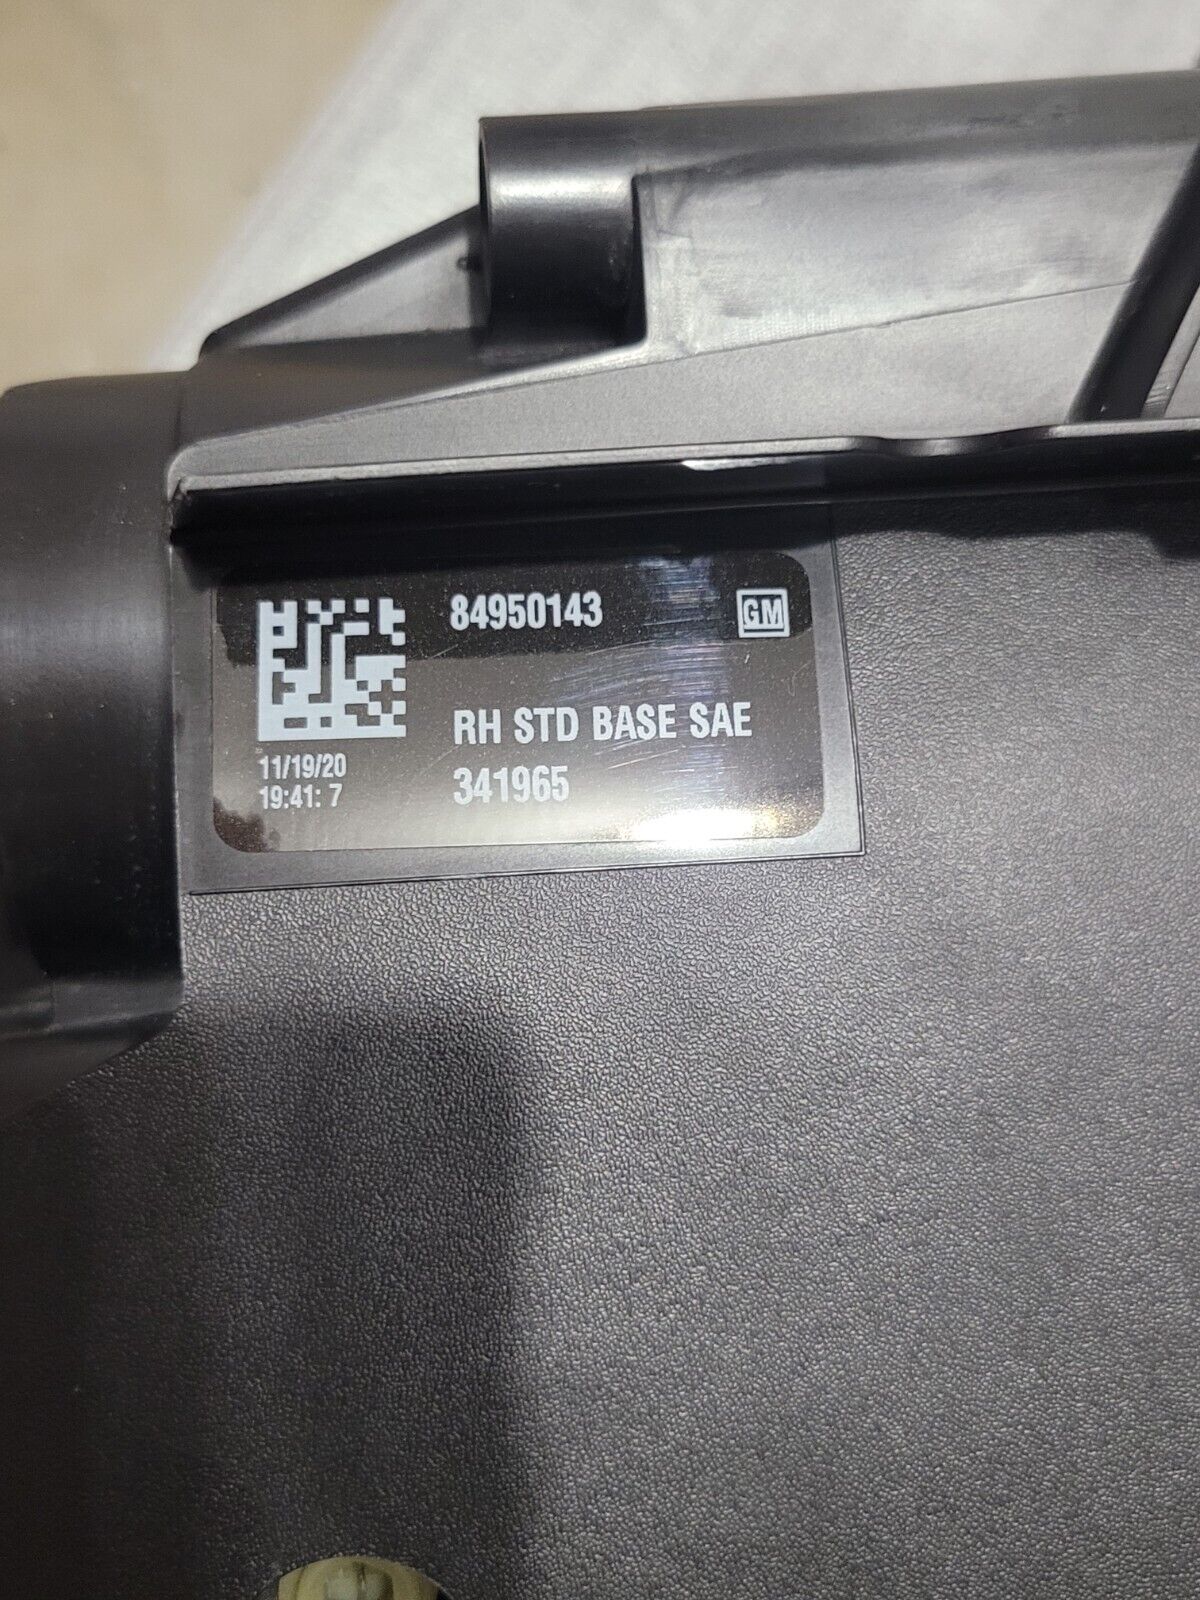 84950143
GM
RH STD BASE SAE
341965
11/19/20
19:41: 7